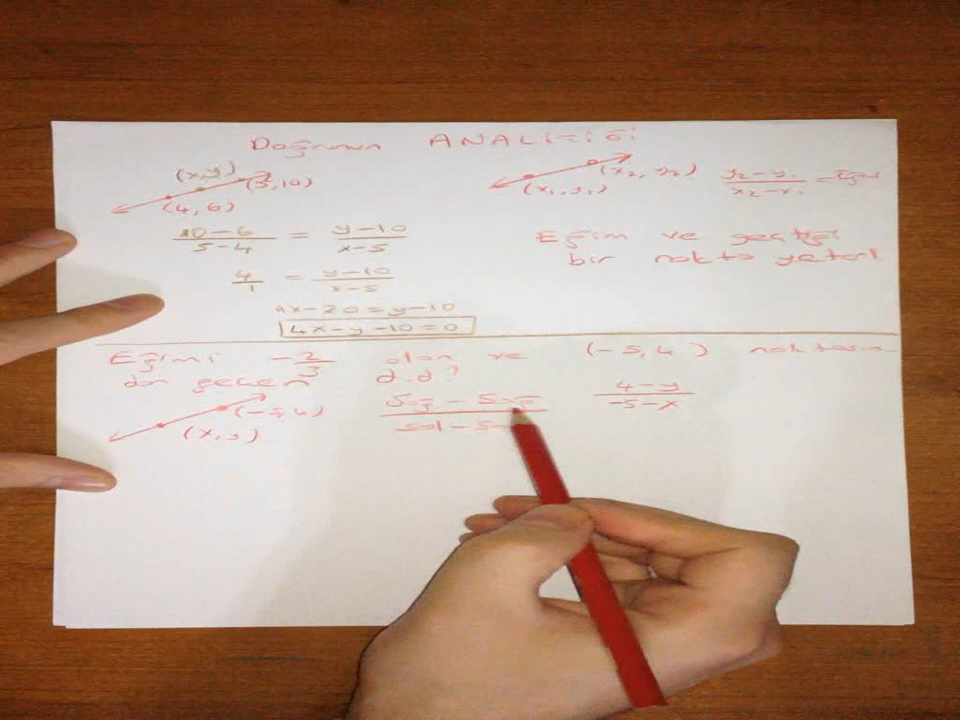 Doğrunun ANALİTİĞİ
(x,y) (5,10)
(4,6)
(x2, y2)
(x1, y1)
y2-y1 / x2-x1 = Eğim
10-6 / 5-4 = y-10 / x-5
Eğim ve geçtiği
bir nokta yeterli
4/1 = y-10 / x-5
4x-20=y-10
4x-y-10=0
Eğimi -2/3 olan ve (-5,4) noktasın
dan geçen d.d?
(-5,4)
(x,y)
4-y / -5-x